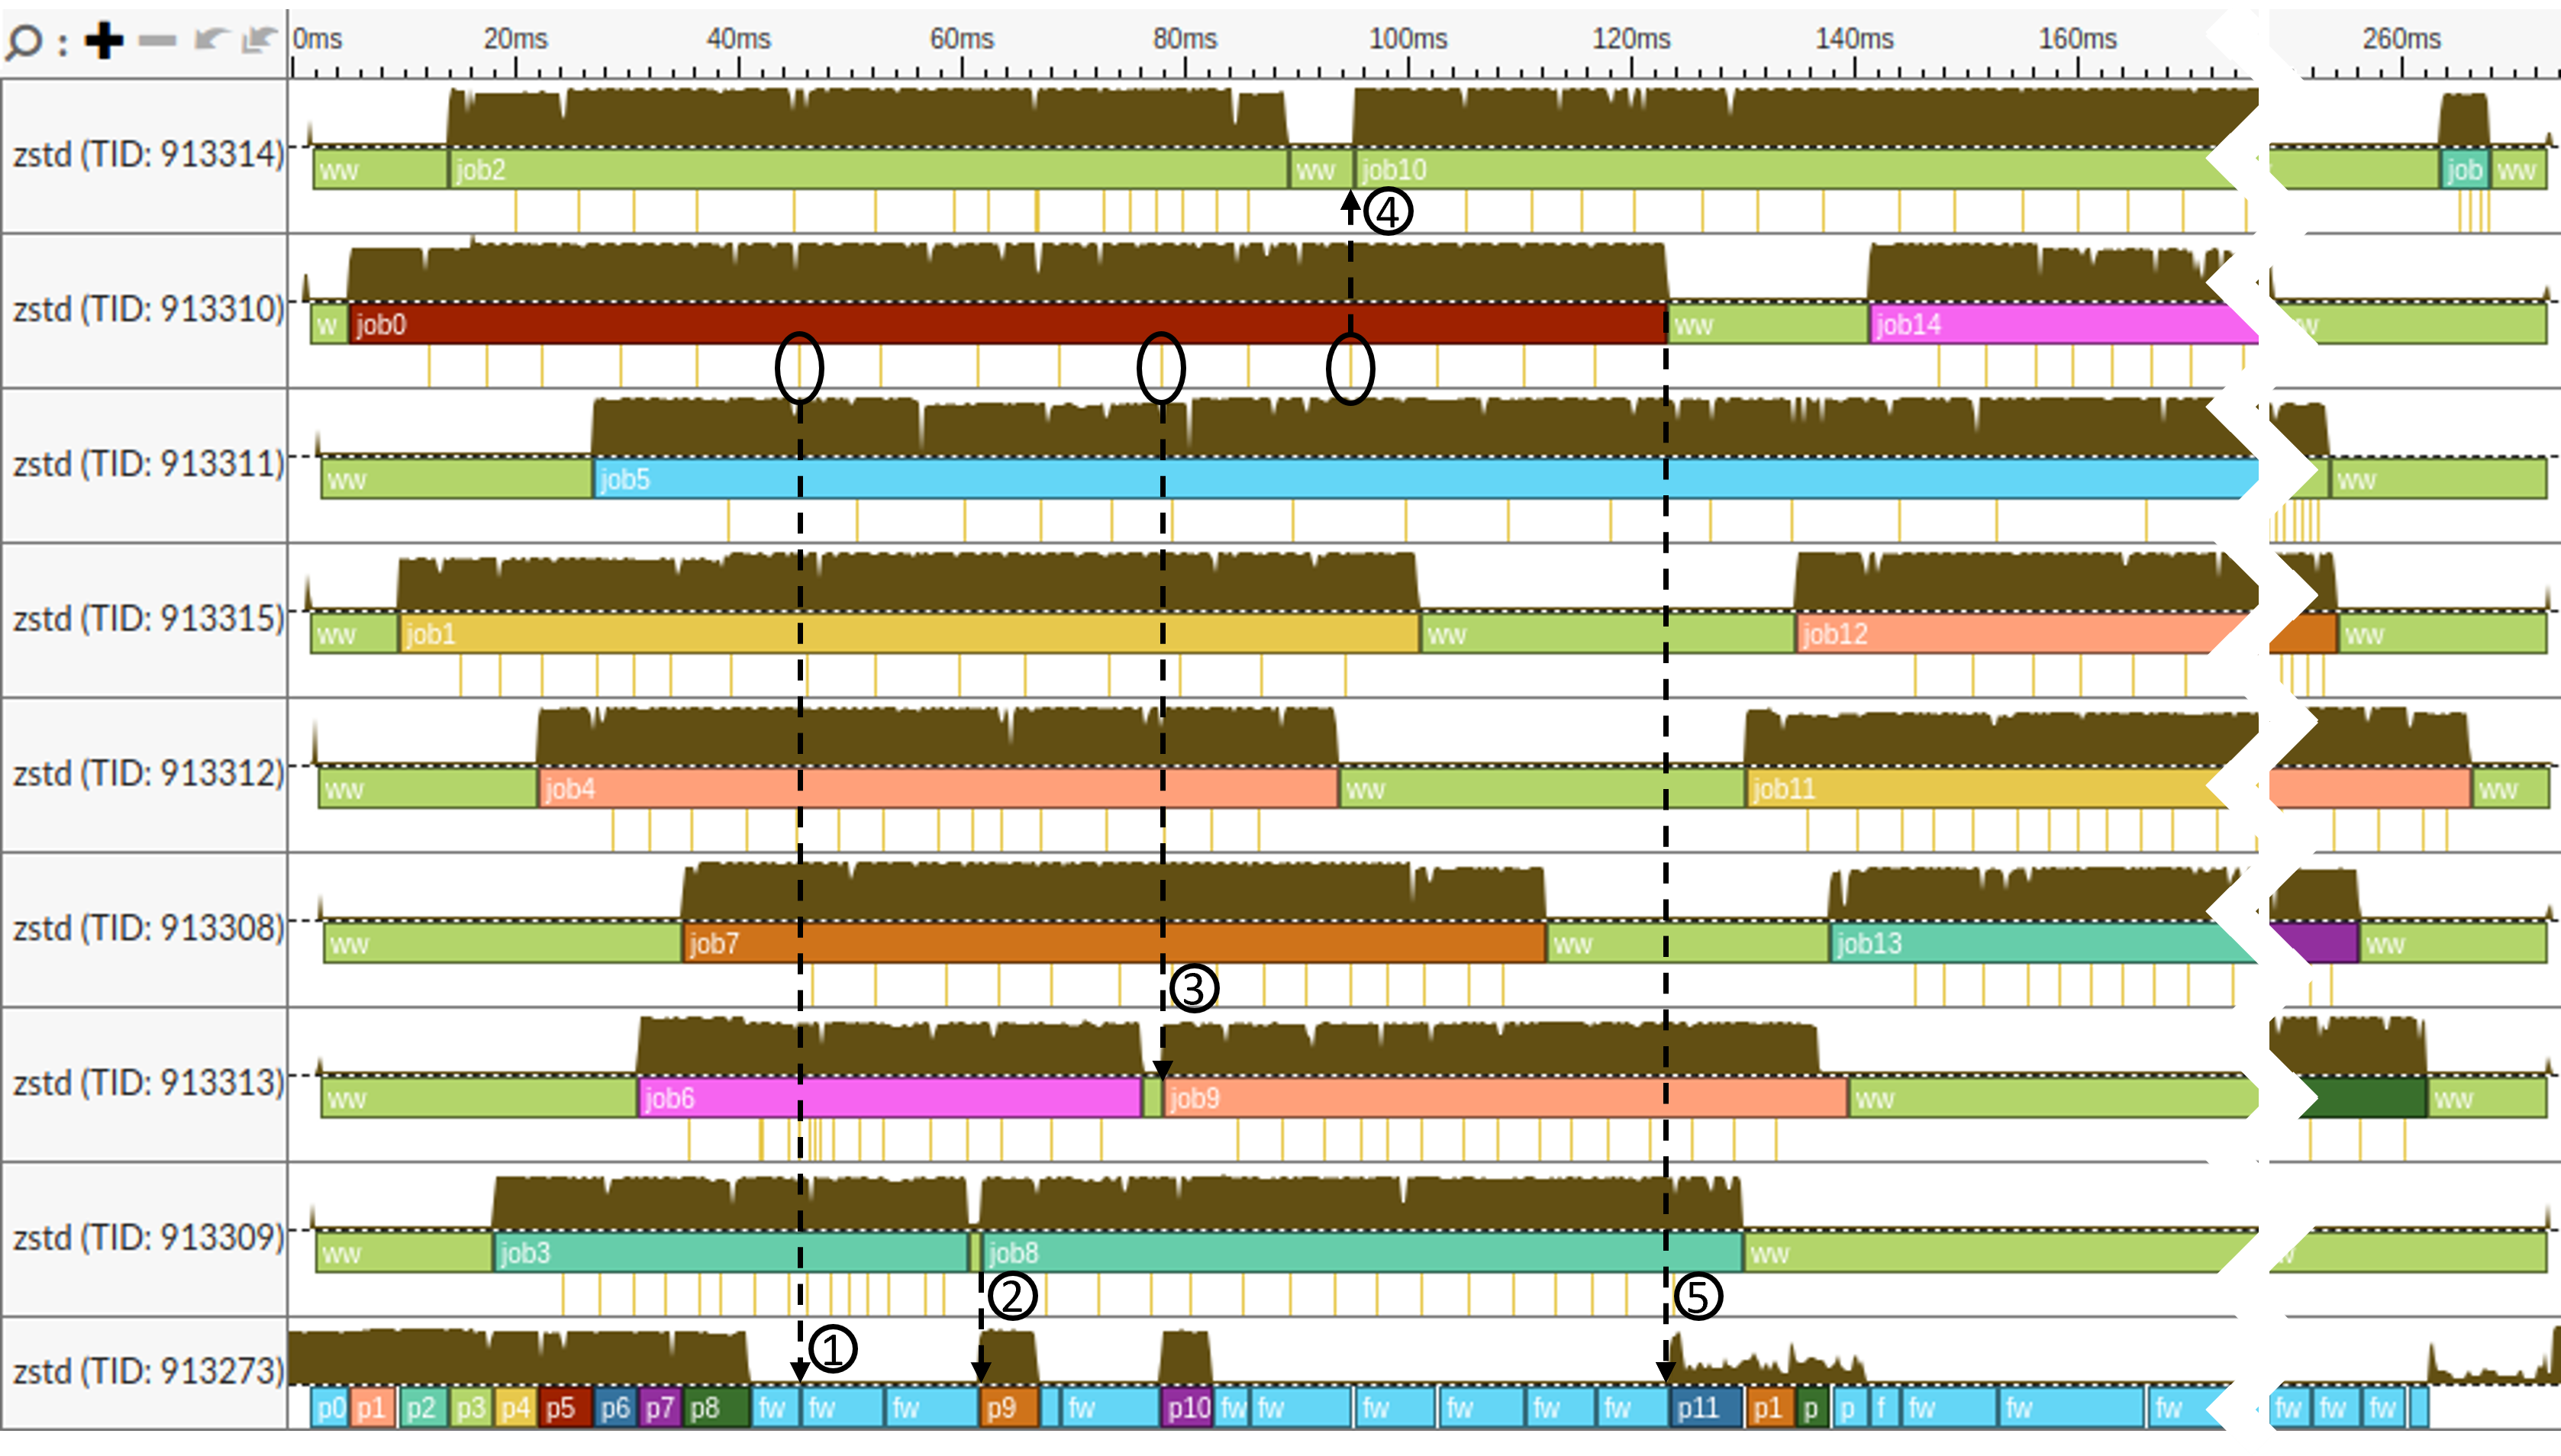 : 0ms 20ms 40ms 60ms 80ms 100ms 120ms 140ms 160ms 260ms
zstd (TID: 913314) ww job2 ww job10 job ww
④
zstd (TID: 913310) w job0 ww job14
zstd (TID: 913311) ww job5 ww
zstd (TID: 913315) ww job1 ww job12 ww
zstd (TID: 913312) ww job4 ww job11 ww
zstd (TID: 913308) ww job7 ww job13 ww
③
zstd (TID: 913313) ww job6 job9 ww ww
zstd (TID: 913309) ww job3 job8 ww
② ⑤
①
zstd (TID: 913273) p0 p1 p2 p3 p4 p5 p6 p7 p8 fw fw fw p9 fw p10 fw fw fw fw fw fw p11 p1 p p f fw fw fw fw fw fw